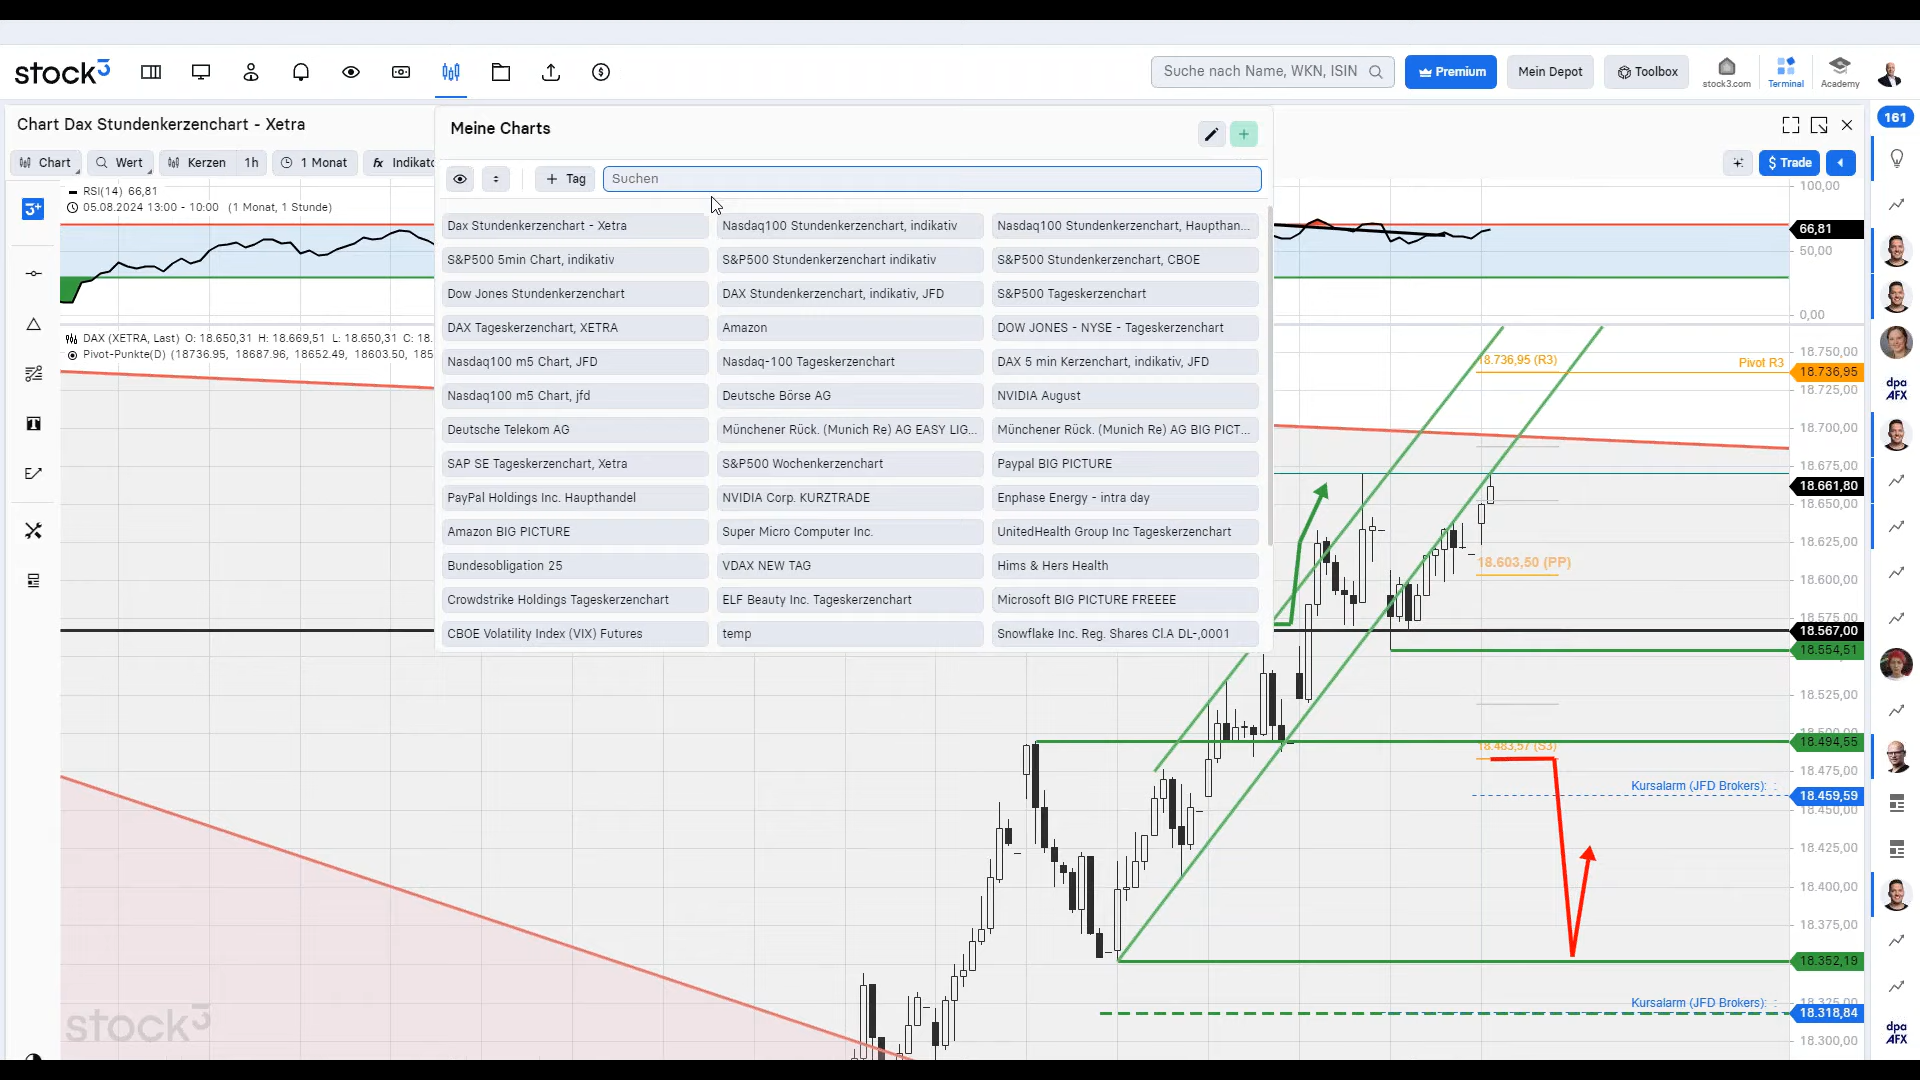 stock3
Suche nach Name, WKN, ISIN
Premium
Mein Depot
Toolbox
stock3.com
Terminal
Academy
Chart Dax Stundenkerzenchart - Xetra
Meine Charts
161
Chart
Wert
Kerzen
1h
1 Monat
fx Indikato
Tag
Suchen
$ Trade
RSI(14) 66,81
05.08.2024 13:00 - 10:00 (1 Monat, 1 Stunde)
Dax Stundenkerzenchart - Xetra
Nasdaq100 Stundenkerzenchart, indikativ
Nasdaq100 Stundenkerzenchart, Haupthan...
S&P500 5min Chart, indikativ
S&P500 Stundenkerzenchart indikativ
S&P500 Stundenkerzenchart, CBOE
Dow Jones Stundenkerzenchart
DAX Stundenkerzenchart, indikativ, JFD
S&P500 Tageskerzenchart
DAX Tageskerzenchart, XETRA
Amazon
DOW JONES - NYSE - Tageskerzenchart
Nasdaq100 m5 Chart, JFD
Nasdaq-100 Tageskerzenchart
DAX 5 min Kerzenchart, indikativ, JFD
Nasdaq100 m5 Chart, jfd
Deutsche Börse AG
NVIDIA August
Deutsche Telekom AG
Münchener Rück. (Munich Re) AG EASY LIG...
Münchener Rück. (Munich Re) AG BIG PICT...
SAP SE Tageskerzenchart, Xetra
S&P500 Wochenkerzenchart
Paypal BIG PICTURE
PayPal Holdings Inc. Haupthandel
NVIDIA Corp. KURZTRADE
Enphase Energy - intra day
Amazon BIG PICTURE
Super Micro Computer Inc.
UnitedHealth Group Inc Tageskerzenchart
Bundesobligation 25
VDAX NEW TAG
Hims & Hers Health
Crowdstrike Holdings Tageskerzenchart
ELF Beauty Inc. Tageskerzenchart
Microsoft BIG PICTURE FREEEE
CBOE Volatility Index (VIX) Futures
temp
Snowflake Inc. Reg. Shares Cl.A DL-,0001
DAX (XETRA, Last) O: 18.650,31 H: 18.669,51 L: 18.650,31 C: 18.
Pivot-Punkte(D) (18736.95, 18687.96, 18652.49, 18603.50, 185
100,00
66,81
50,00
0,00
18.750,00
18.736,95 (R3)
Pivot R3
18.736,95
18.725,00
18.700,00
18.675,00
18.661,80
18.650,00
18.625,00
18.603,50 (PP)
18.600,00
18.567,00
18.554,51
18.525,00
18.494,55
18.483,57 (S3)
18.475,00
Kursalarm (JFD Brokers): :
18.459,59
18.450,00
18.425,00
18.400,00
18.375,00
18.352,19
Kursalarm (JFD Brokers): :
18.318,84
18.300,00
dpa
AFX
dpa
AFX
stock3